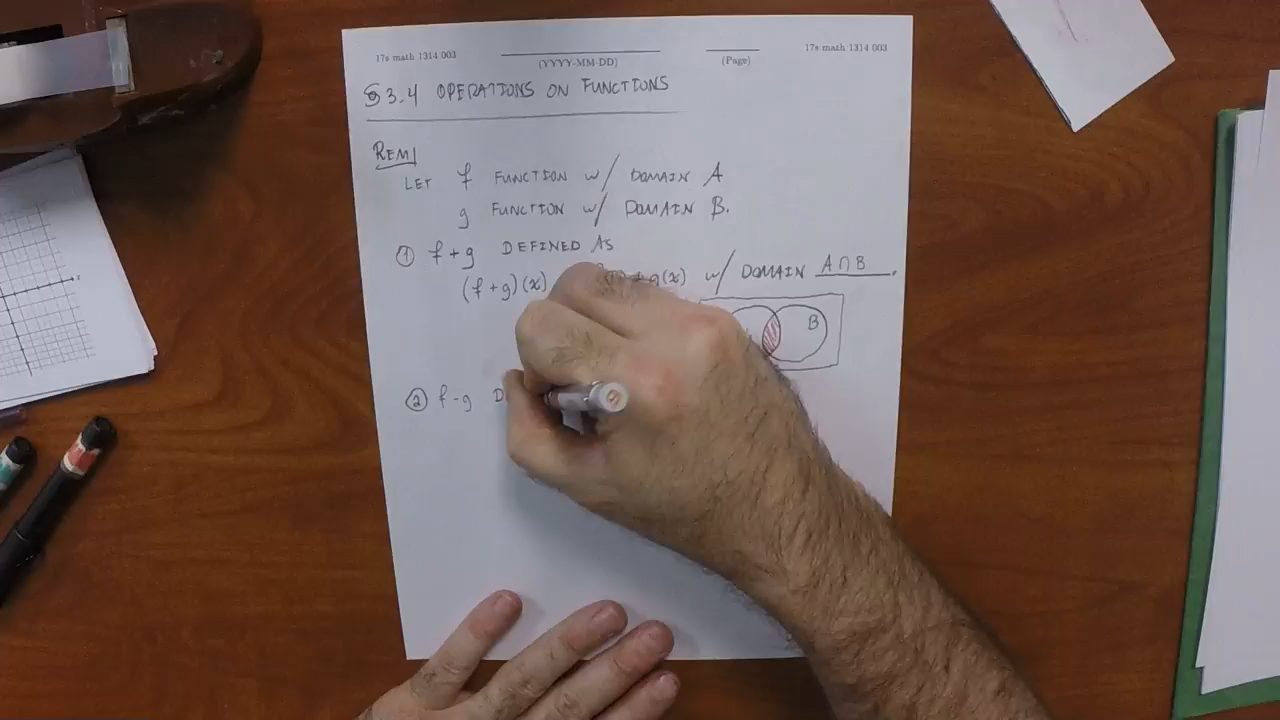 17s math 1314 003 (YYYY-MM-DD) (Page) 17s math 1314 003
§ 3.4 OPERATIONS ON FUNCTIONS
REM
LET f FUNCTION w/ DOMAIN A
g FUNCTION w/ DOMAIN B.
① f+g DEFINED AS
(f+g)(x) + g(x) w/ DOMAIN A∩B.
B
② f-g D